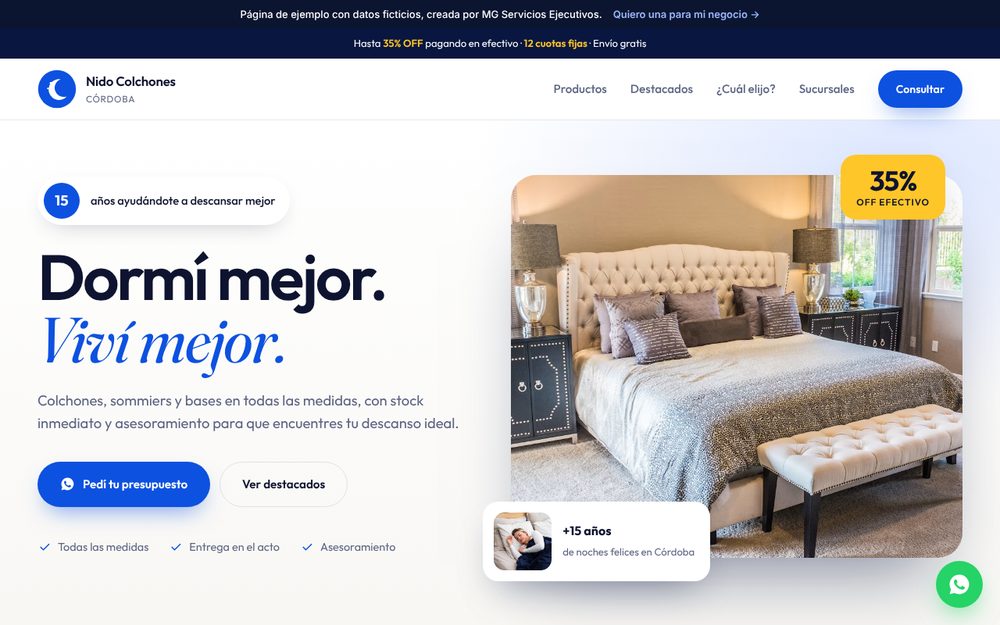 Página de ejemplo con datos ficticios, creada por MG Servicios Ejecutivos. Quiero una para mi negocio →
Hasta 35% OFF pagando en efectivo · 12 cuotas fijas · Envío gratis
Nido Colchones
CÓRDOBA
Productos
Destacados
¿Cuál elijo?
Sucursales
Consultar
15 años ayudándote a descansar mejor
35%
OFF EFECTIVO
Dormí mejor.
Viví mejor.
Colchones, sommiers y bases en todas las medidas, con stock
inmediato y asesoramiento para que encuentres tu descanso ideal.
Pedí tu presupuesto
Ver destacados
Todas las medidas
Entrega en el acto
Asesoramiento
+15 años
de noches felices en Córdoba